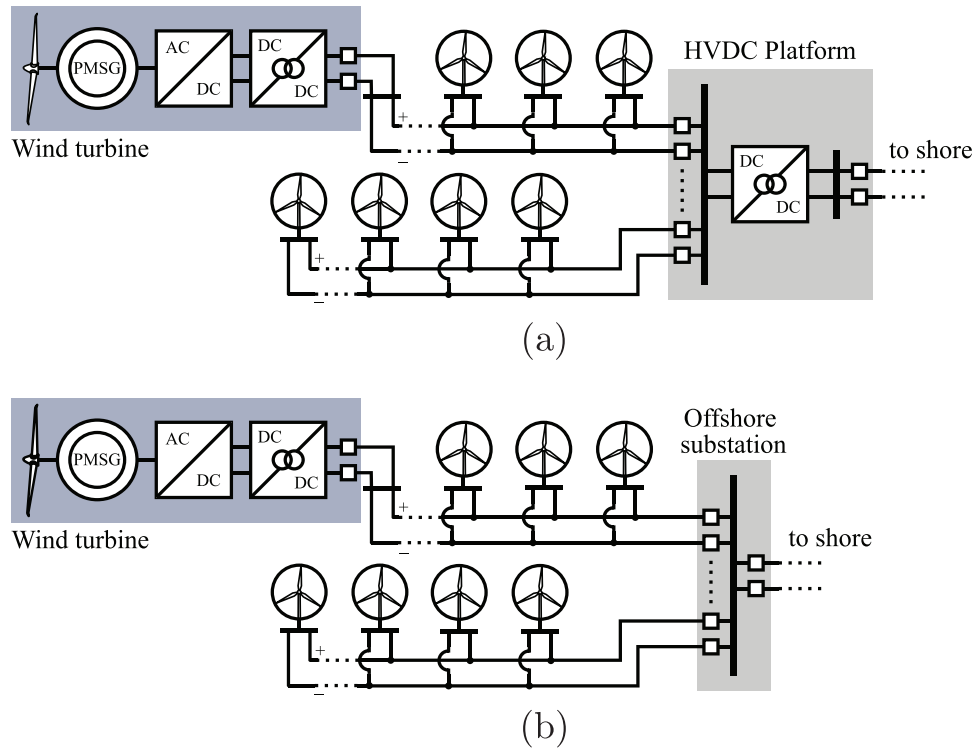 PMSG
AC
DC
DC
DC
Wind turbine
+
−
HVDC Platform
DC
DC
to shore
+
−
(a)
PMSG
AC
DC
DC
DC
Wind turbine
+
−
Offshore
substation
to shore
+
−
(b)